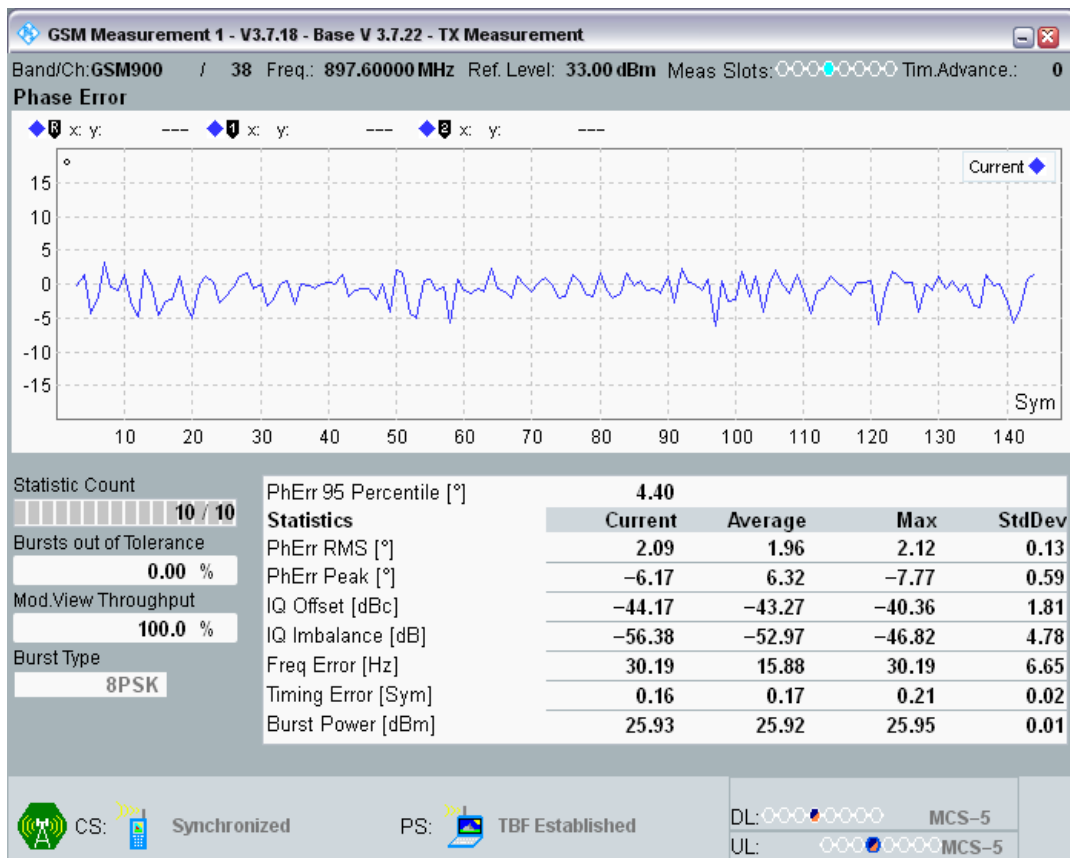 GSM Measurement 1 - V3.7.18 - Base V 3.7.22 - TX Measurement
Band/Ch:GSM900 / 38 Freq.: 897.60000 MHz Ref. Level: 33.00 dBm Meas Slots: Tim.Advance.: 0
Phase Error
R x: y: --- 1 x: y: --- 2 x: y: ---
°
Current
15
10
5
0
-5
-10
-15
Sym
10 20 30 40 50 60 70 80 90 100 110 120 130 140
Statistic Count
10 / 10
Bursts out of Tolerance
0.00 %
Mod.View Throughput
100.0 %
Burst Type
8PSK
PhErr 95 Percentile [°] 4.40
Statistics Current Average Max StdDev
PhErr RMS [°] 2.09 1.96 2.12 0.13
PhErr Peak [°] −6.17 6.32 −7.77 0.59
IQ Offset [dBc] −44.17 −43.27 −40.36 1.81
IQ Imbalance [dB] −56.38 −52.97 −46.82 4.78
Freq Error [Hz] 30.19 15.88 30.19 6.65
Timing Error [Sym] 0.16 0.17 0.21 0.02
Burst Power [dBm] 25.93 25.92 25.95 0.01
CS: Synchronized PS: TBF Established
DL: MCS−5
UL: MCS−5